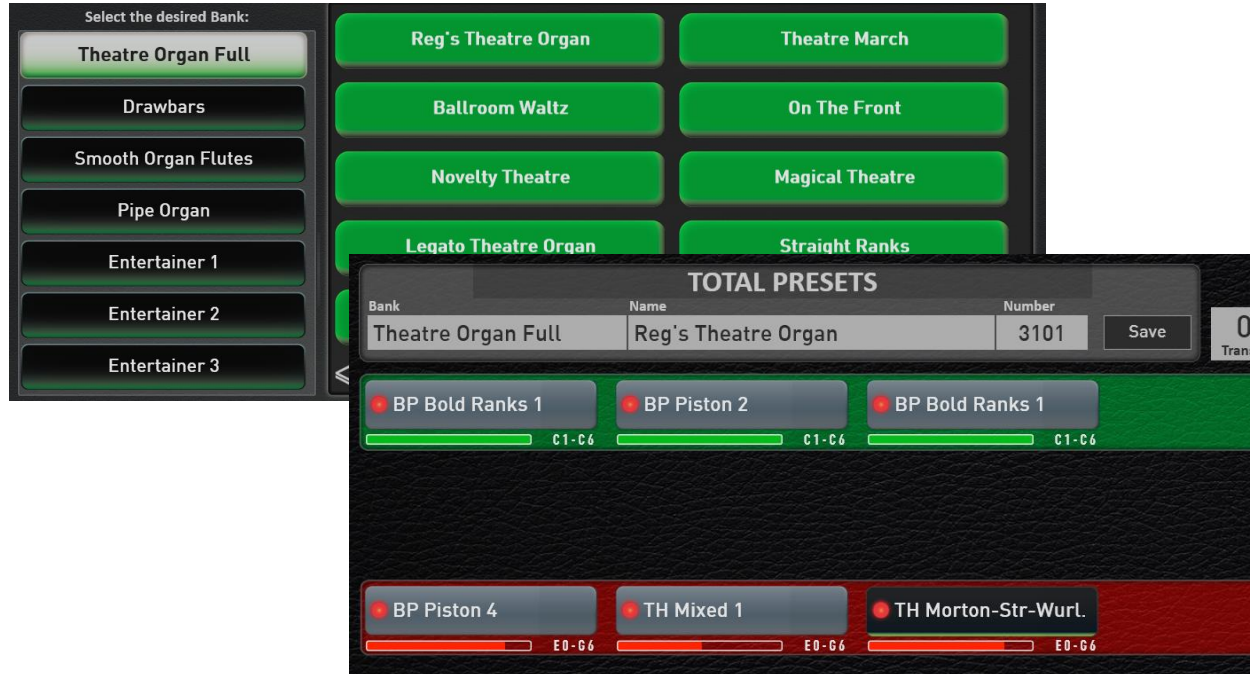 Select the desired Bank:
Theatre Organ Full
Drawbars
Smooth Organ Flutes
Pipe Organ
Entertainer 1
Entertainer 2
Entertainer 3
Reg's Theatre Organ
Theatre March
Ballroom Waltz
On The Front
Novelty Theatre
Magical Theatre
Legato Theatre Organ
Straight Ranks
TOTAL PRESETS
Bank Name Number
Theatre Organ Full Reg's Theatre Organ 3101 Save
BP Bold Ranks 1 BP Piston 2 BP Bold Ranks 1
C1-C6 C1-C6 C1-C6
BP Piston 4 TH Mixed 1 TH Morton-Str-Wurl.
E0-G6 E0-G6 E0-G6